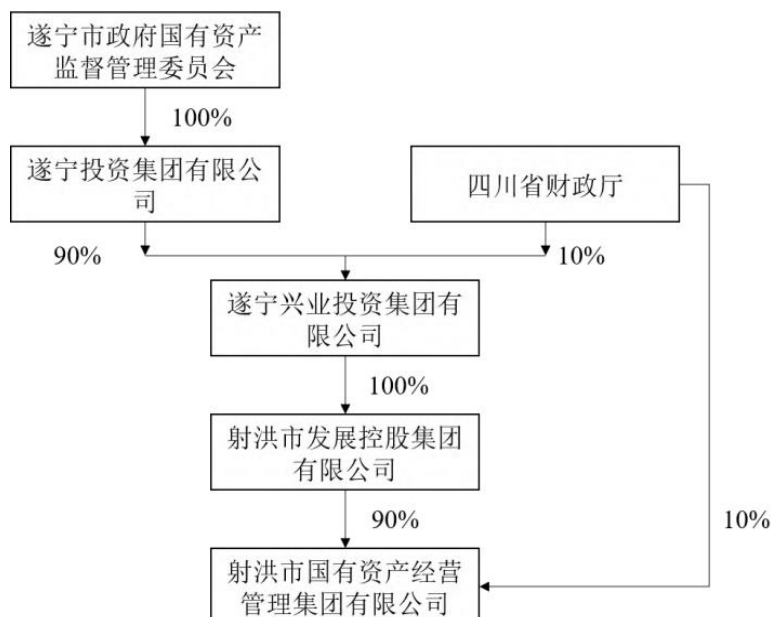 遂宁市政府国有资产
监督管理委员会
100%
遂宁投资集团有限公
司
四川省财政厅
90%
10%
遂宁兴业投资集团有
限公司
100%
射洪市发展控股集团
有限公司
90%
10%
射洪市国有资产经营
管理集团有限公司